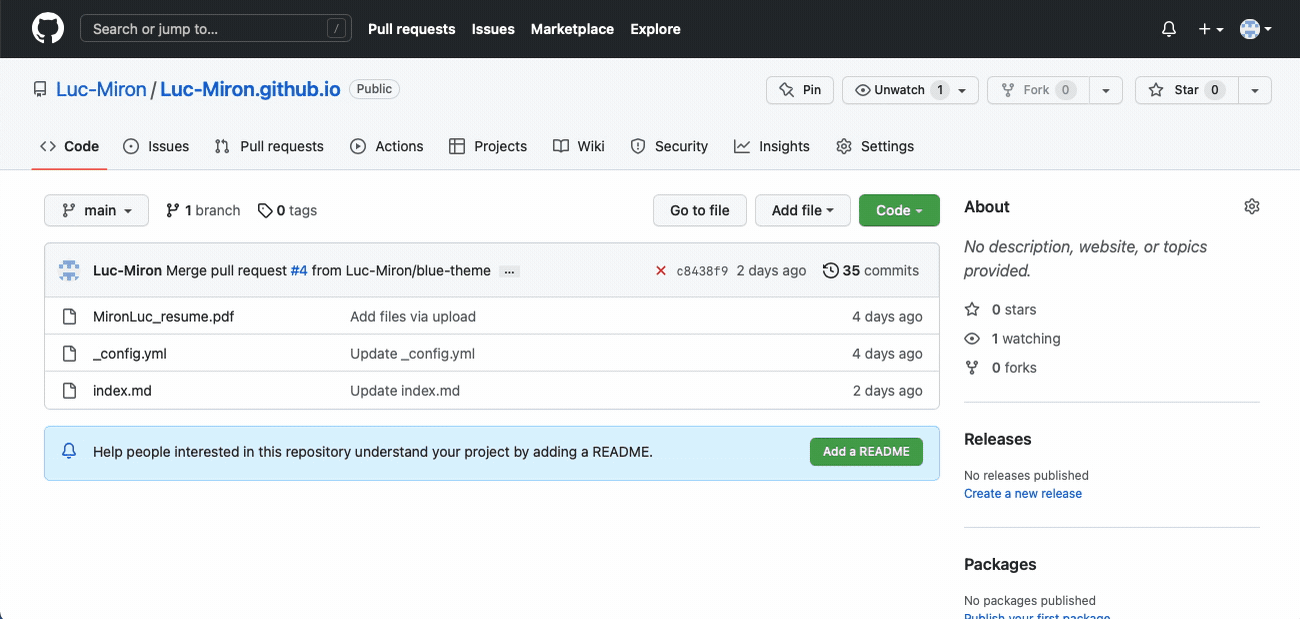 Search or jump to... / Pull requests Issues Marketplace Explore
Luc-Miron / Luc-Miron.github.io Public Pin Unwatch 1 Fork 0 Star 0
Code Issues Pull requests Actions Projects Wiki Security Insights Settings
main 1 branch 0 tags Go to file Add file Code
Luc-Miron Merge pull request #4 from Luc-Miron/blue-theme ... c8438f9 2 days ago 35 commits
MironLuc_resume.pdf Add files via upload 4 days ago
_config.yml Update _config.yml 4 days ago
index.md Update index.md 2 days ago
Help people interested in this repository understand your project by adding a README. Add a README
About
No description, website, or topics
provided.
0 stars
1 watching
0 forks
Releases
No releases published
Create a new release
Packages
No packages published
Publish your first package